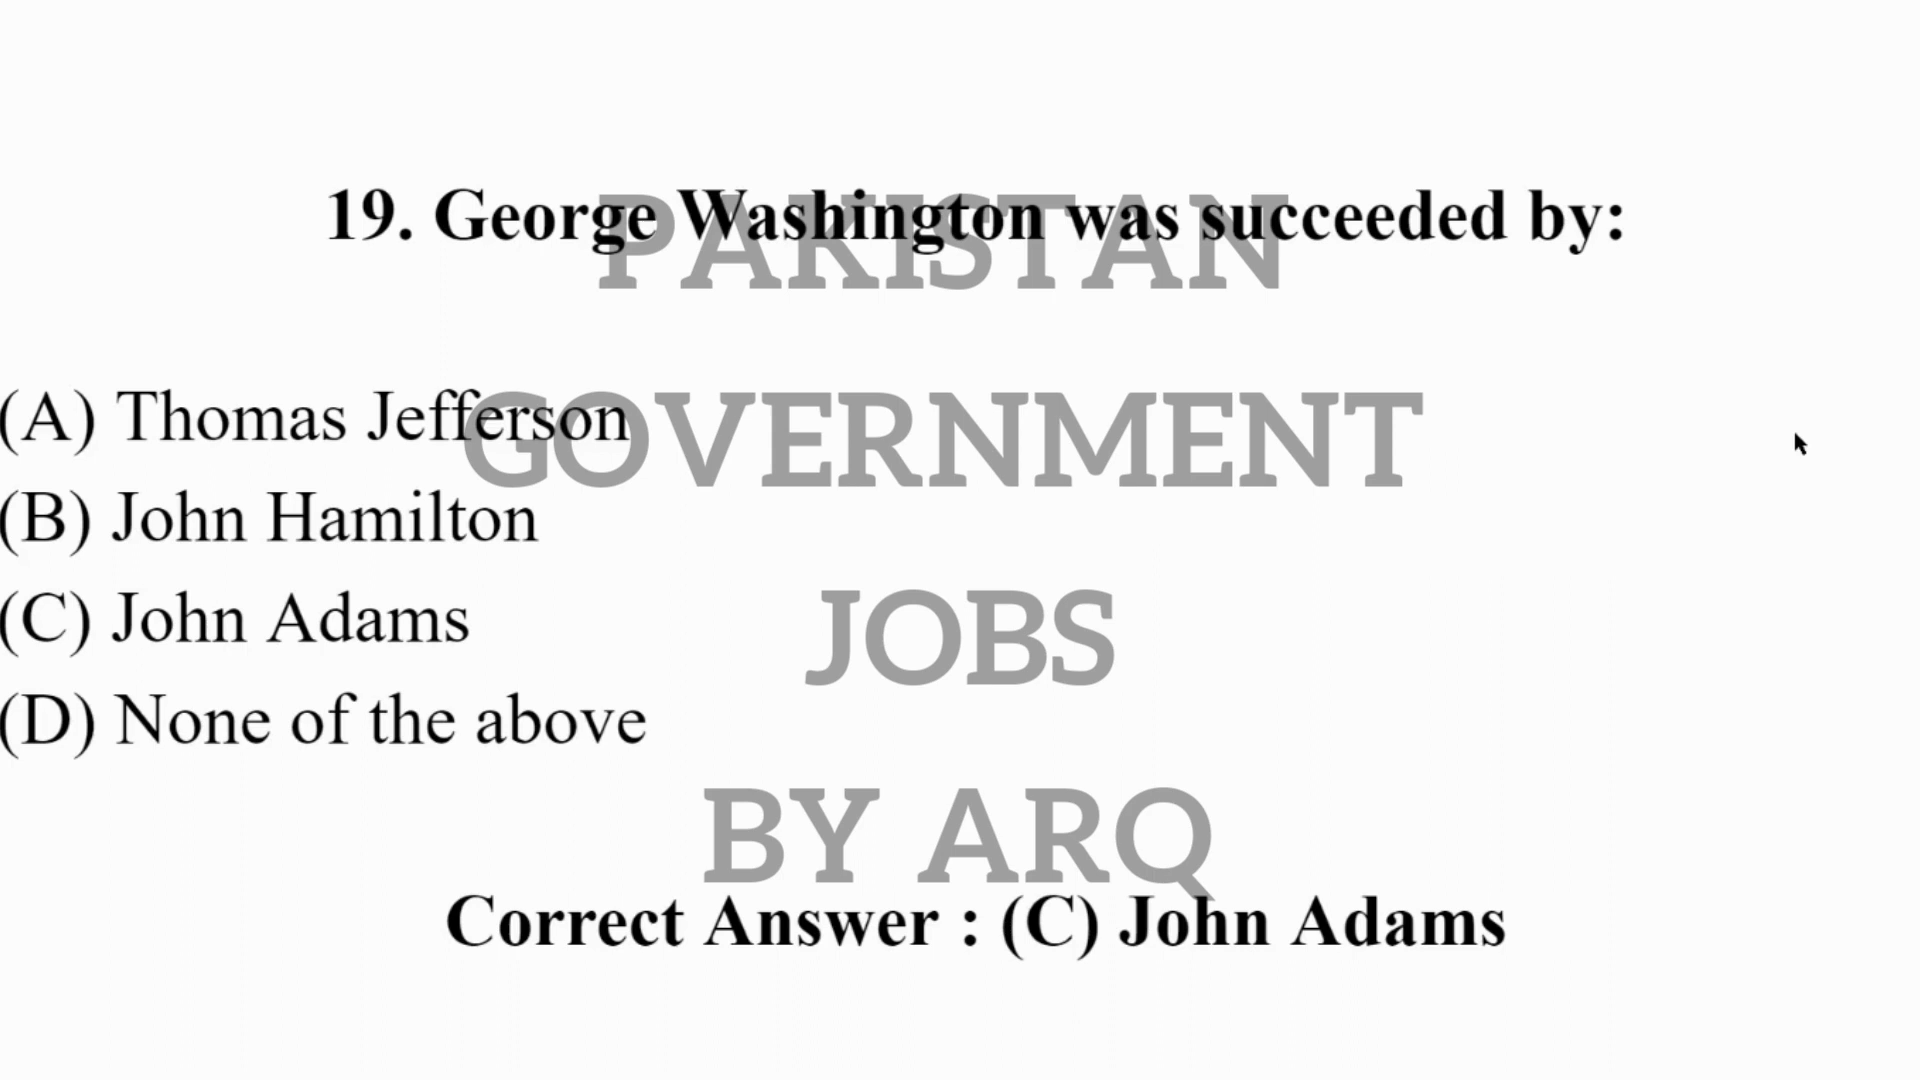 19. George Washington was succeeded by:
PAKISTAN
(A) Thomas Jefferson
GOVERNMENT
(B) John Hamilton
(C) John Adams
JOBS
(D) None of the above
BY ARQ
Correct Answer : (C) John Adams